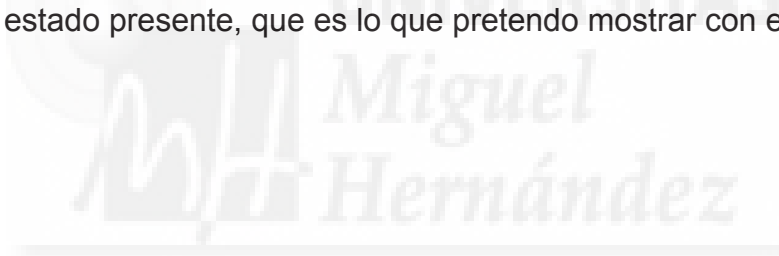 estado presente, que es lo que pretendo mostrar con e
Miguel
Hernández